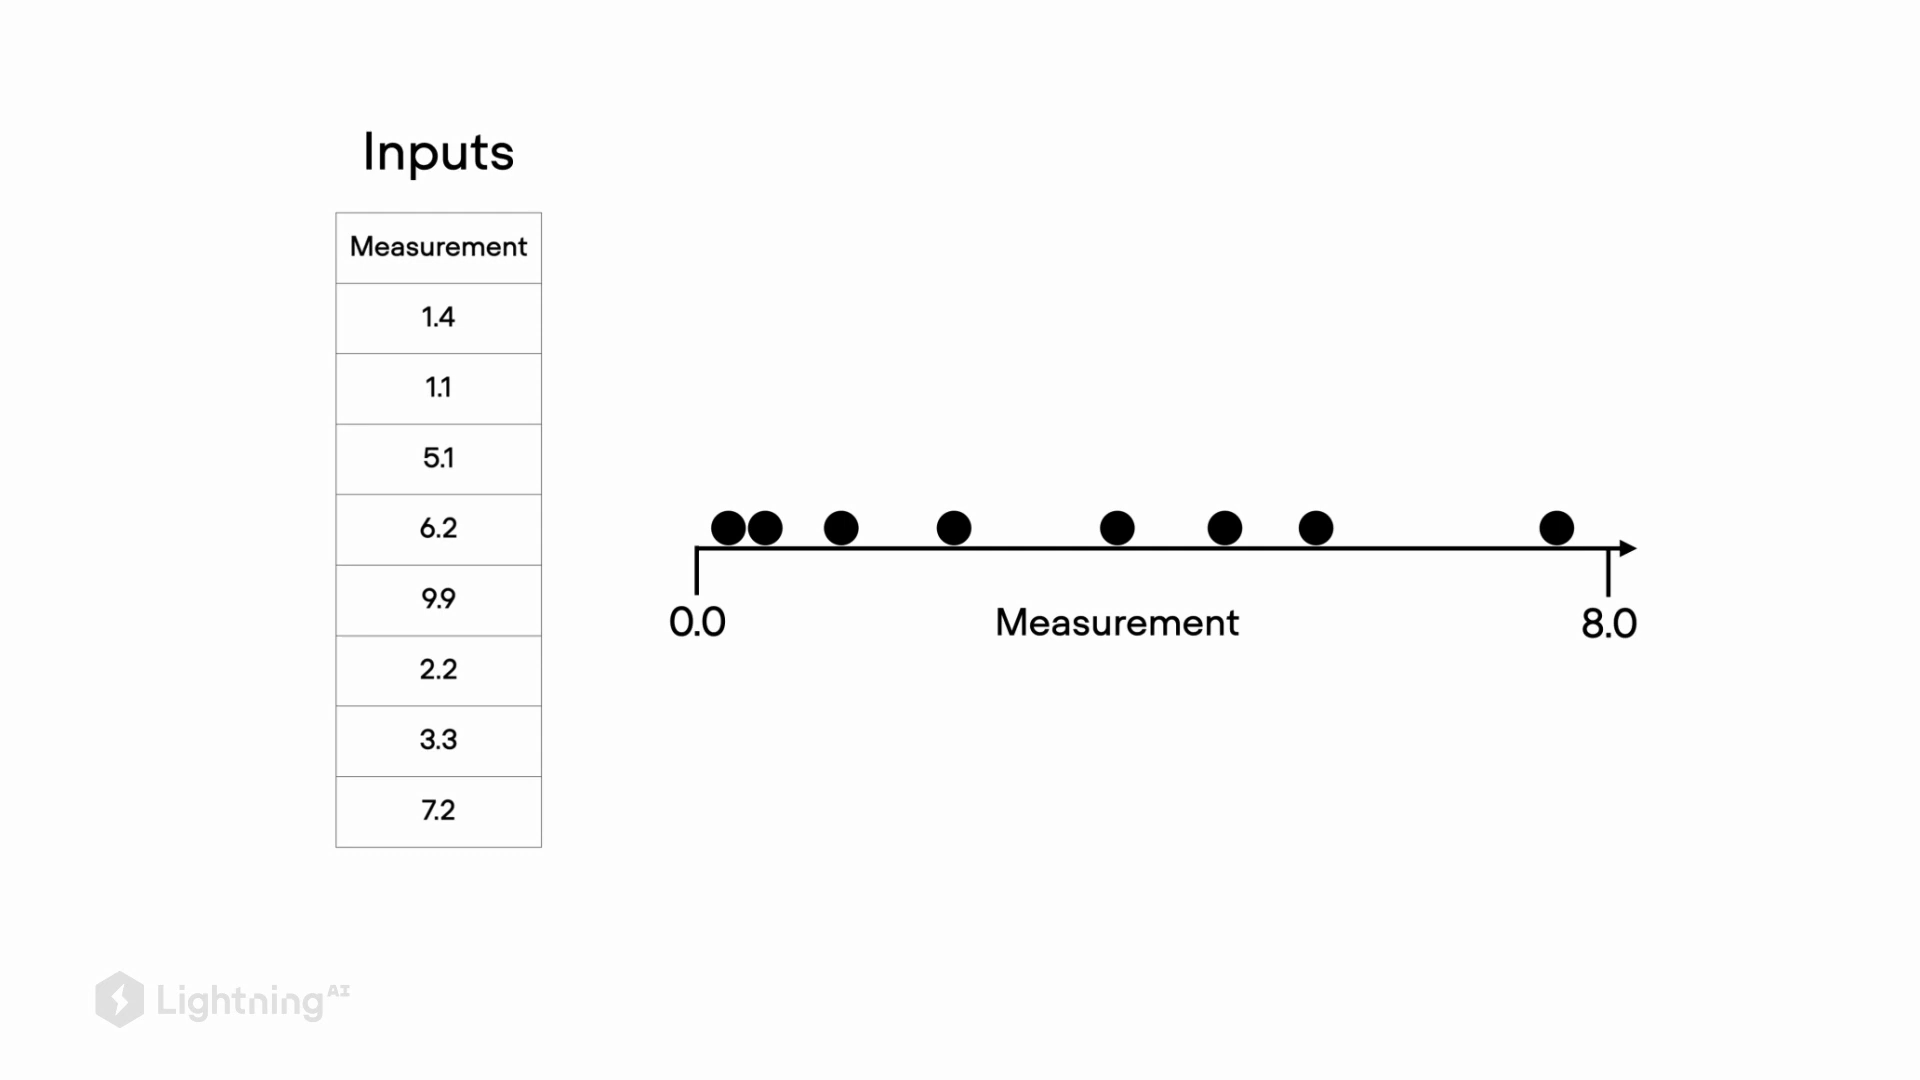 Inputs
Measurement
1.4
1.1
5.1
6.2
9.9
2.2
3.3
7.2
0.0
Measurement
8.0
Lightning AI